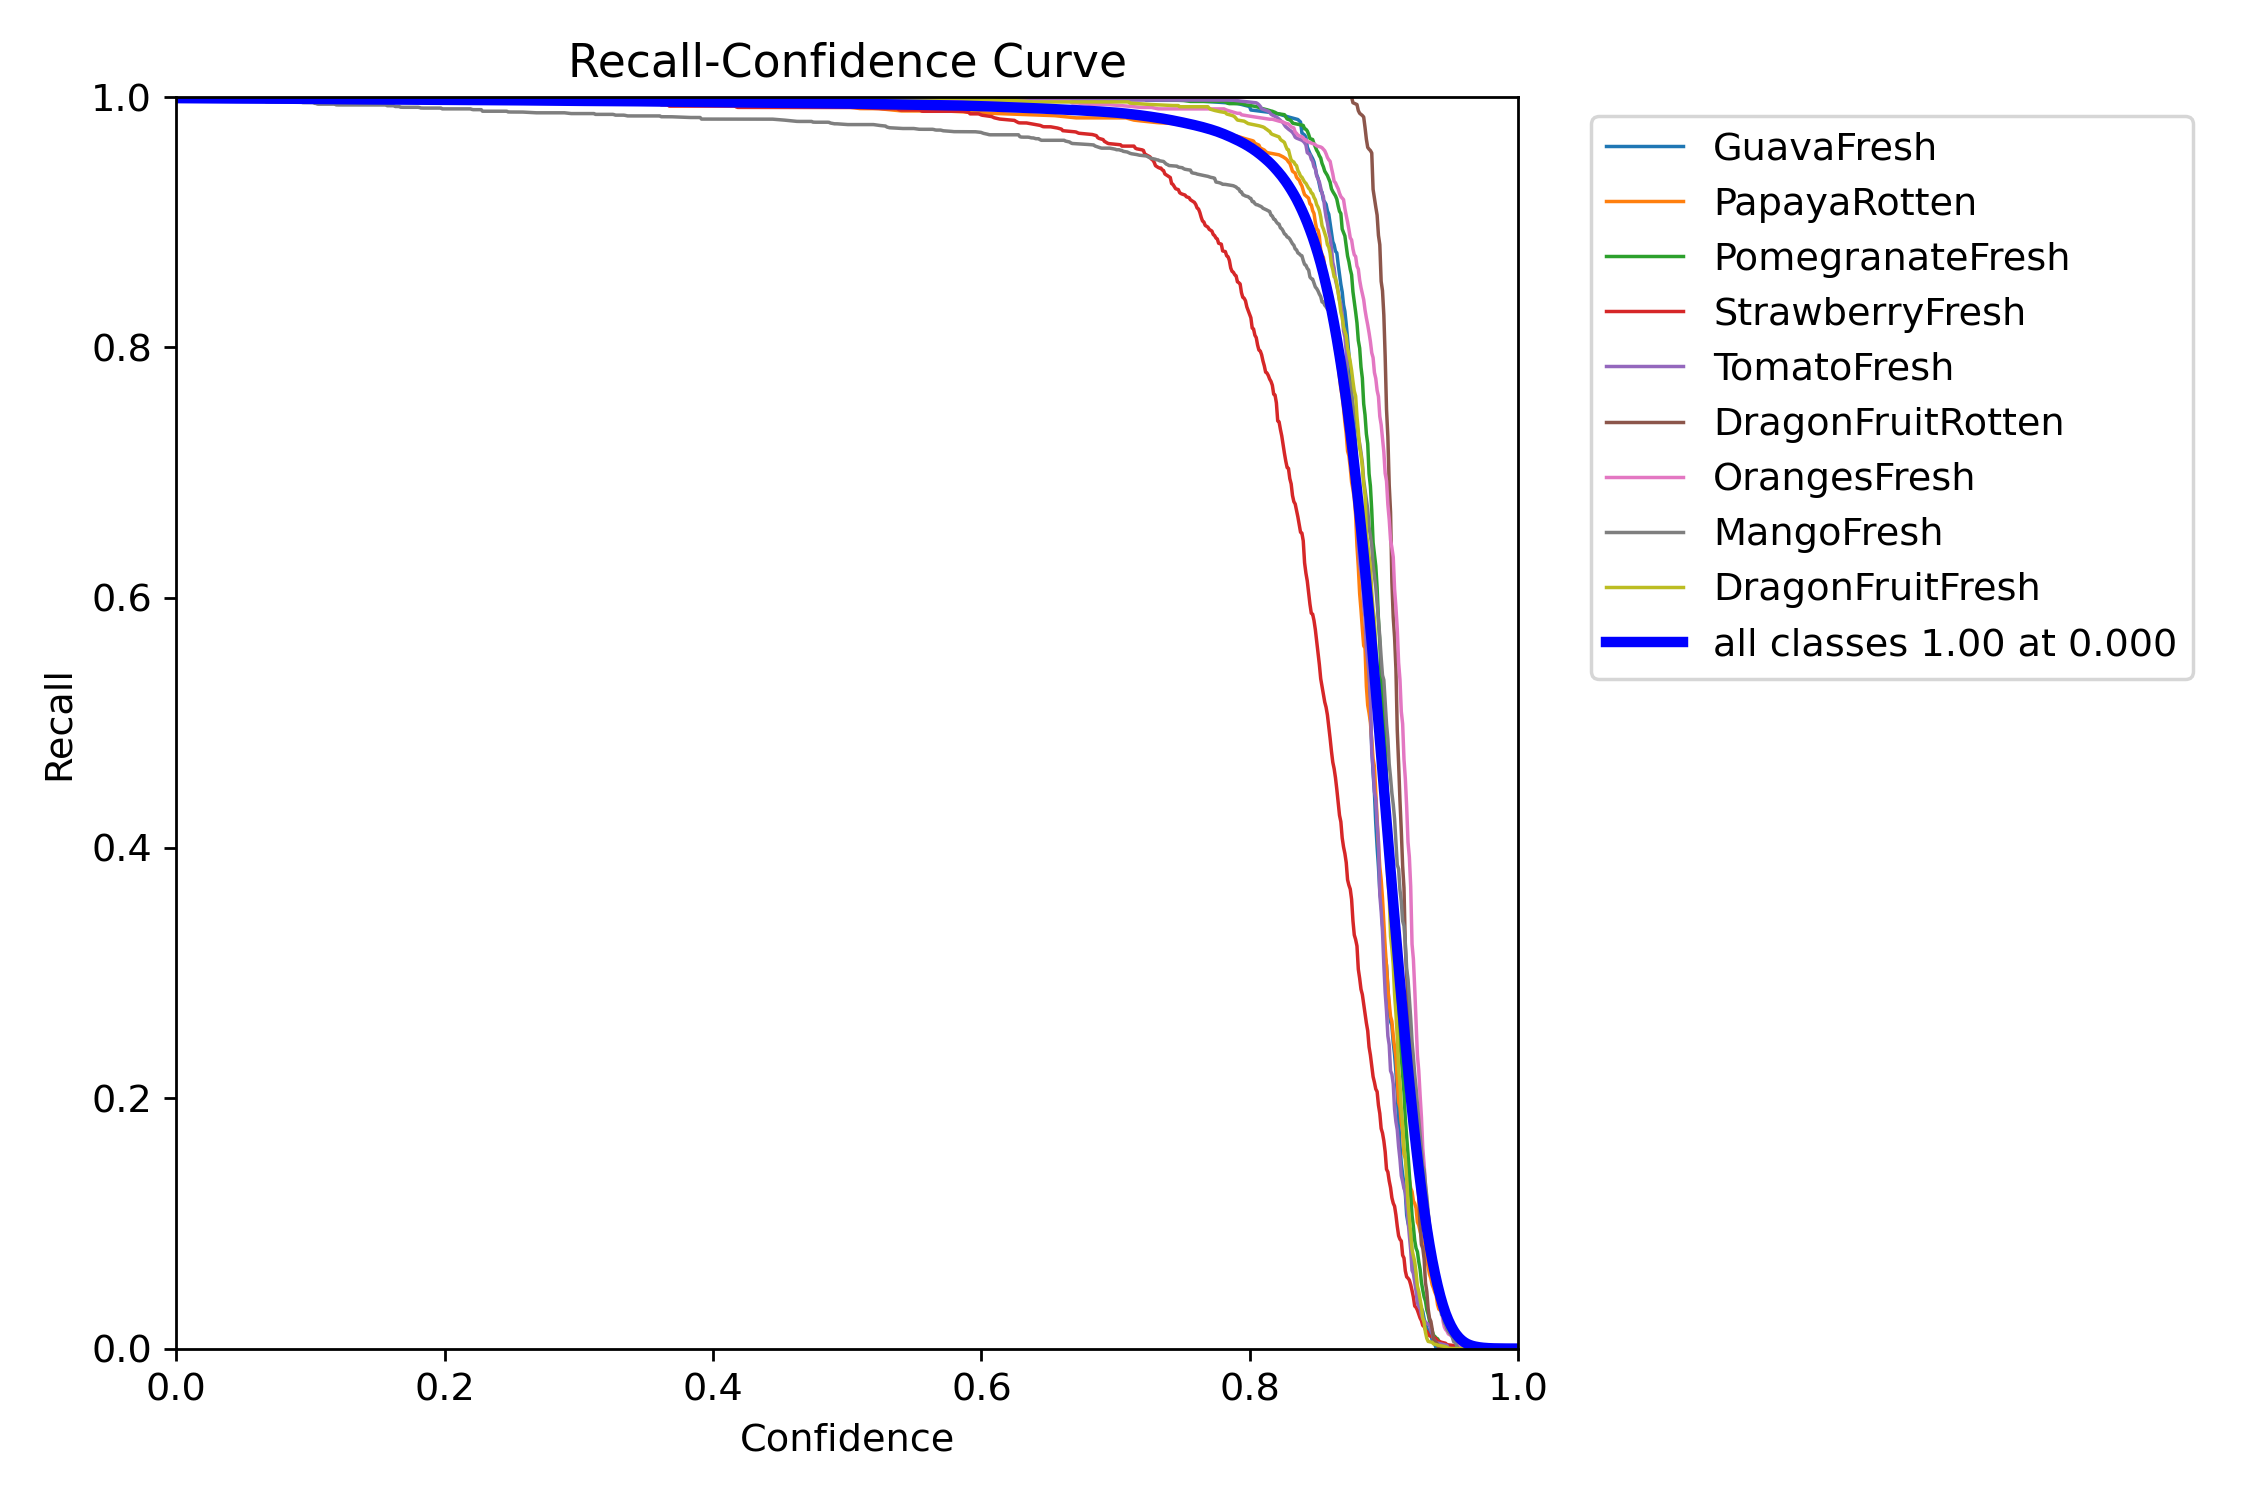 Recall-Confidence Curve
1.0
0.8
0.6
0.4
0.2
0.0
Recall
0.0 0.2 0.4 0.6 0.8 1.0
Confidence
GuavaFresh
PapayaRotten
PomegranateFresh
StrawberryFresh
TomatoFresh
DragonFruitRotten
OrangesFresh
MangoFresh
DragonFruitFresh
all classes 1.00 at 0.000